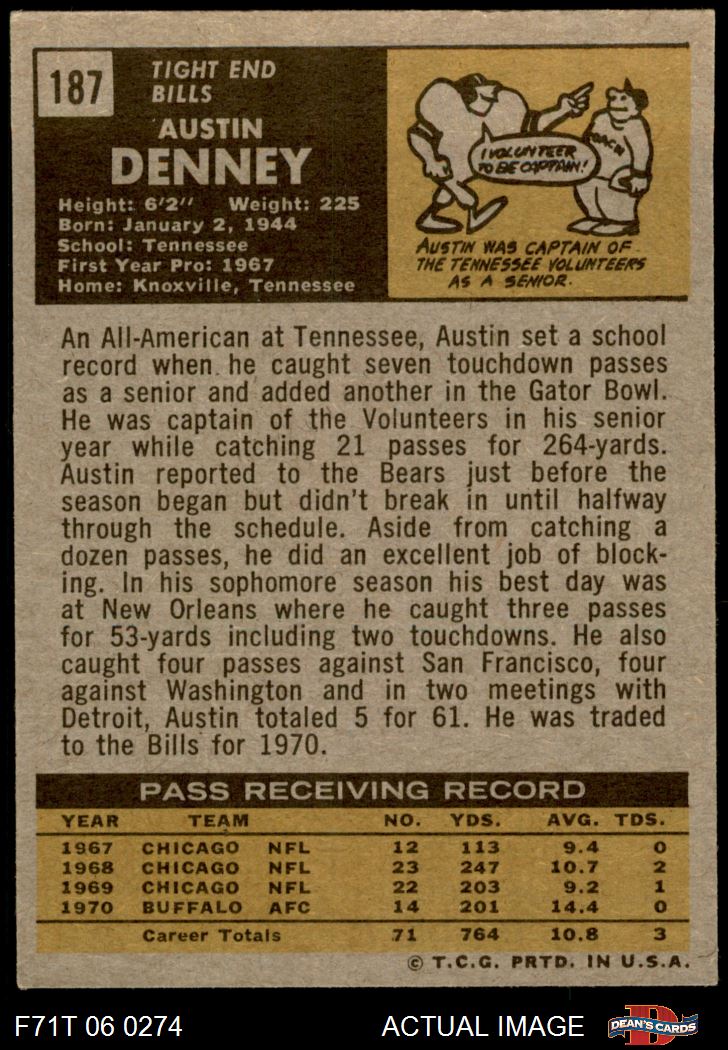 187
TIGHT END
BILLS
AUSTIN
DENNEY
Height: 6'2" Weight: 225
Born: January 2, 1944
School: Tennessee
First Year Pro: 1967
Home: Knoxville, Tennessee
I VOLUNTEER
TO BE CAPTAIN!
COACH
AUSTIN WAS CAPTAIN OF
THE TENNESSEE VOLUNTEERS
AS A SENIOR.
An All-American at Tennessee, Austin set a school
record when he caught seven touchdown passes
as a senior and added another in the Gator Bowl.
He was captain of the Volunteers in his senior
year while catching 21 passes for 264-yards.
Austin reported to the Bears just before the
season began but didn't break in until halfway
through the schedule. Aside from catching a
dozen passes, he did an excellent job of block-
ing. In his sophomore season his best day was
at New Orleans where he caught three passes
for 53-yards including two touchdowns. He also
caught four passes against San Francisco, four
against Washington and in two meetings with
Detroit, Austin totaled 5 for 61. He was traded
to the Bills for 1970.
PASS RECEIVING RECORD
YEAR TEAM NO. YDS. AVG. TDS.
1967 CHICAGO NFL 12 113 9.4 0
1968 CHICAGO NFL 23 247 10.7 2
1969 CHICAGO NFL 22 203 9.2 1
1970 BUFFALO AFC 14 201 14.4 0
Career Totals 71 764 10.8 3
© T.C.G. PRTD. IN U.S.A.
F71T 06 0274 ACTUAL IMAGE
D
DEAN'S CARDS